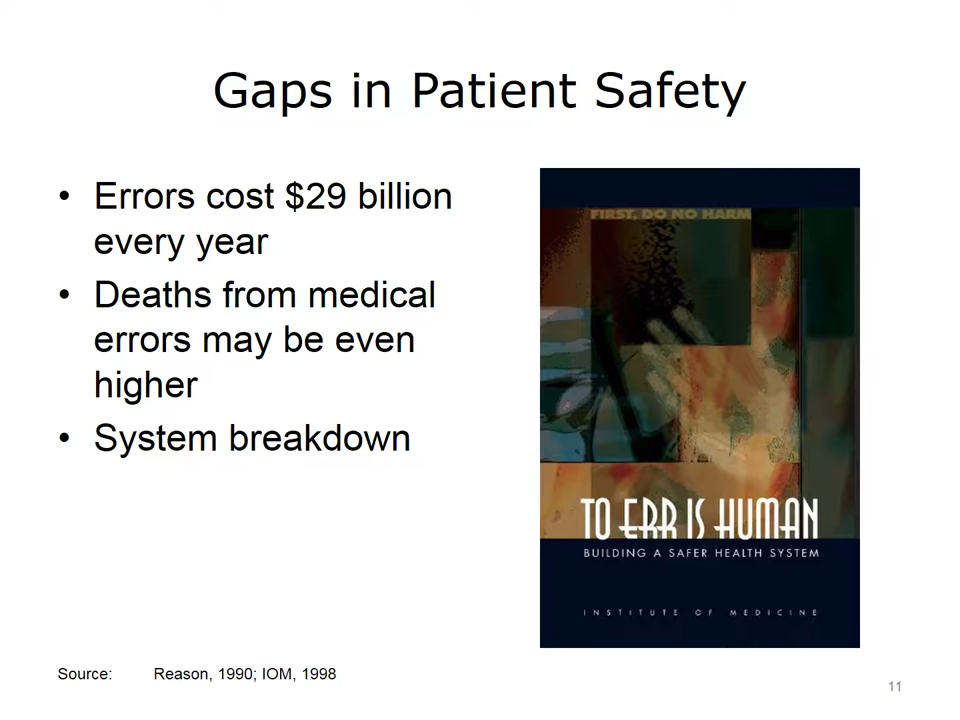 Gaps in Patient Safety
• Errors cost $29 billion
every year
• Deaths from medical
errors may be even
higher
• System breakdown
FIRST, DO NO HARM
TO ERR IS HUMAN
BUILDING A SAFER HEALTH SYSTEM
INSTITUTE OF MEDICINE
Source: Reason, 1990; IOM, 1998
11